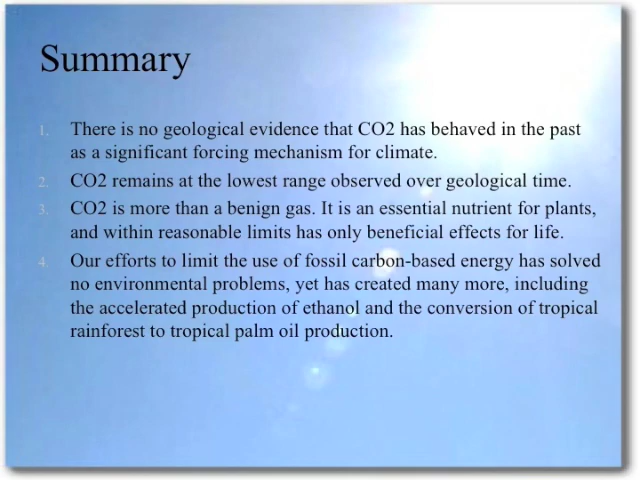 Summary
1. There is no geological evidence that CO2 has behaved in the past
as a significant forcing mechanism for climate.
2. CO2 remains at the lowest range observed over geological time.
3. CO2 is more than a benign gas. It is an essential nutrient for plants,
and within reasonable limits has only beneficial effects for life.
4. Our efforts to limit the use of fossil carbon-based energy has solved
no environmental problems, yet has created many more, including
the accelerated production of ethanol and the conversion of tropical
rainforest to tropical palm oil production.